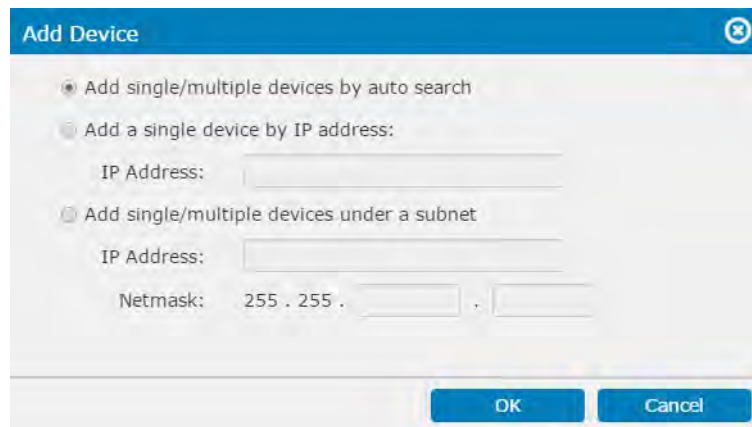 Add Device
Add single/multiple devices by auto search
Add a single device by IP address:
IP Address:
Add single/multiple devices under a subnet
IP Address:
Netmask: 255 . 255 . .
OK Cancel